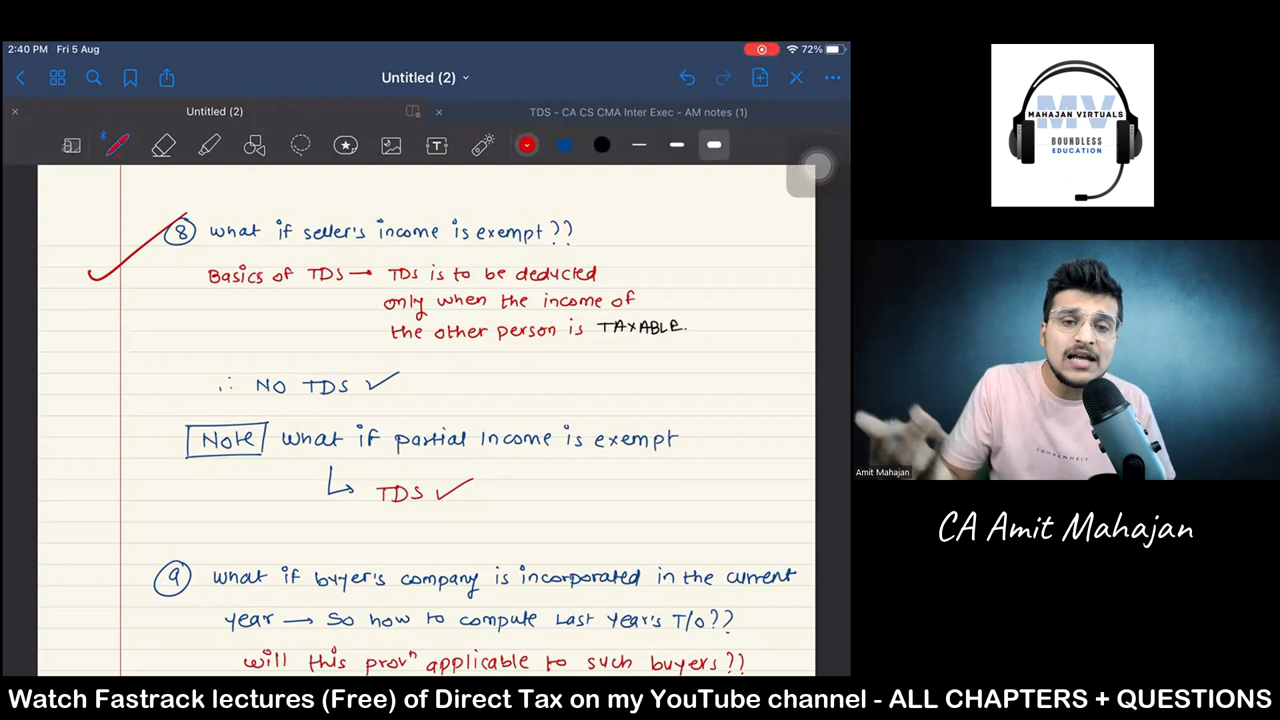 2:40 PM Fri 5 Aug
72%
Untitled (2)
Untitled (2)
TDS - CA CS CMA Inter Exec - AM notes (1)
8 what if seller's income is exempt??
Basics of TDS → TDS is to be deducted
only when the income of
the other person is TAXABLE.
∴ NO TDS ✓
Note What if partial income is exempt
↳ TDS ✓
9 what if buyer's company is incorporated in the current
year → So how to compute Last Year's T/O??
will this provⁿ applicable to such buyers??
MV
MAHAJAN VIRTUALS
BOUNDLESS
EDUCATION
FAHRENHEIT
Amit Mahajan
CA Amit Mahajan
Watch Fastrack lectures (Free) of Direct Tax on my YouTube channel - ALL CHAPTERS + QUESTIONS